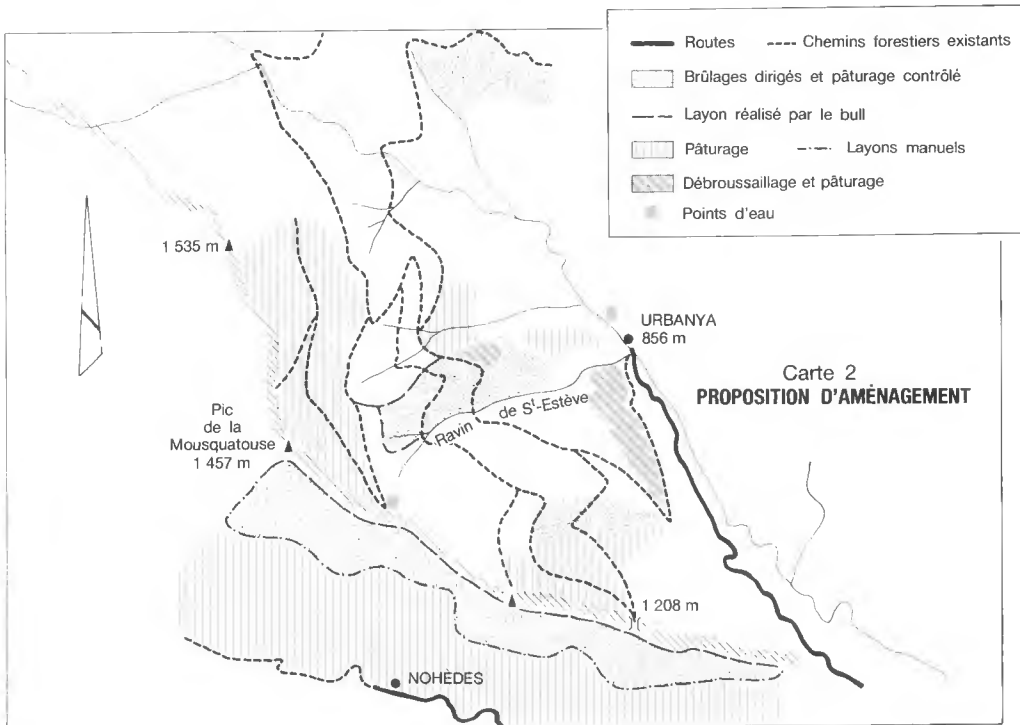 Routes
Chemins forestiers existants
Brûlages dirigés et pâturage contrôlé
Layon réalisé par le bull
Pâturage
Layons manuels
Débroussaillage et pâturage
Points d'eau
1 535 m
URBANYA
856 m
Carte 2
PROPOSITION D'AMÉNAGEMENT
Pic
de la
Mousquatouse
1 457 m
Ravin de St-Estève
1 208 m
NOHÈDES